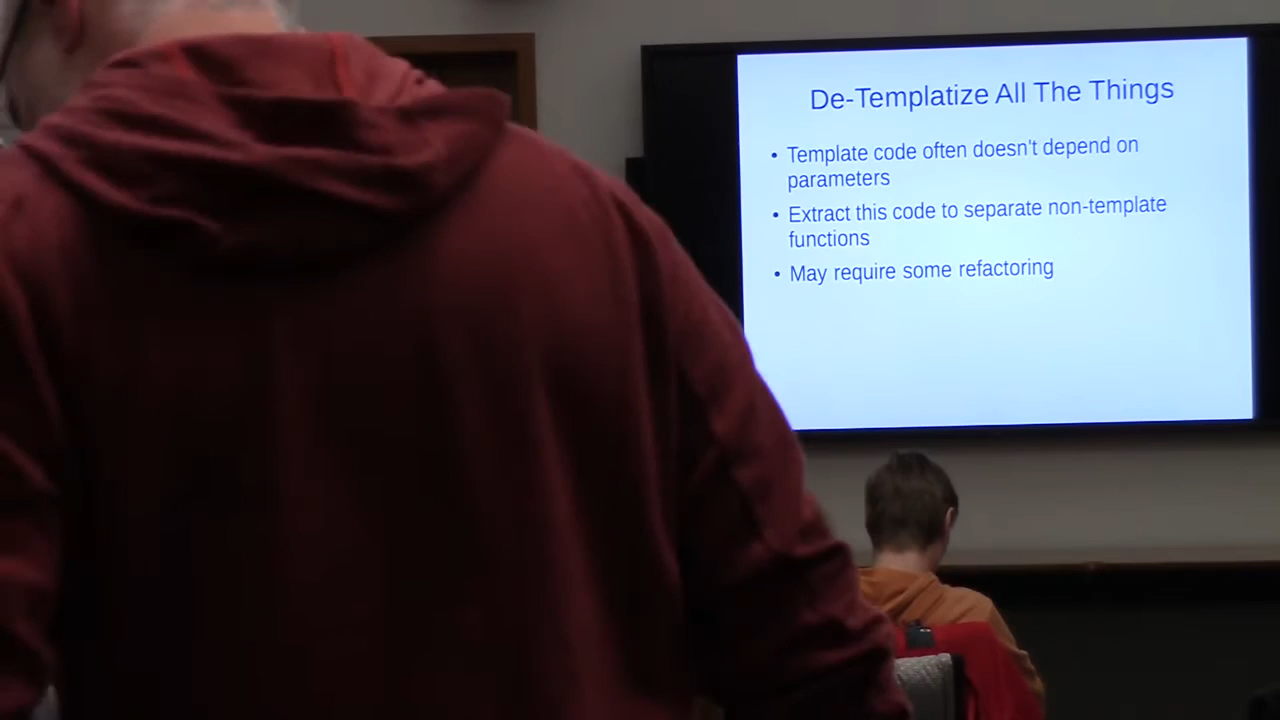 De-Templatize All The Things
• Template code often doesn't depend on
parameters
• Extract this code to separate non-template
functions
• May require some refactoring